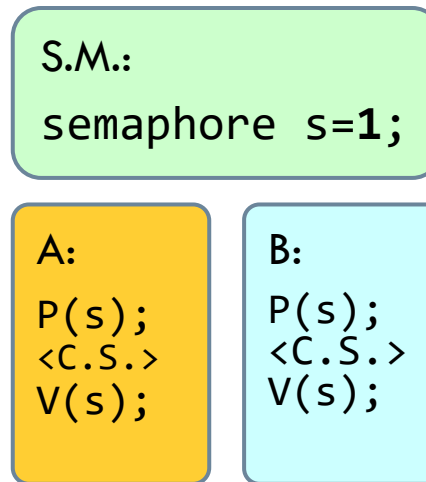 S.M.:
semaphore s=1;
A:
P(s);
<C.S.>
V(s);
B:
P(s);
<C.S.>
V(s);